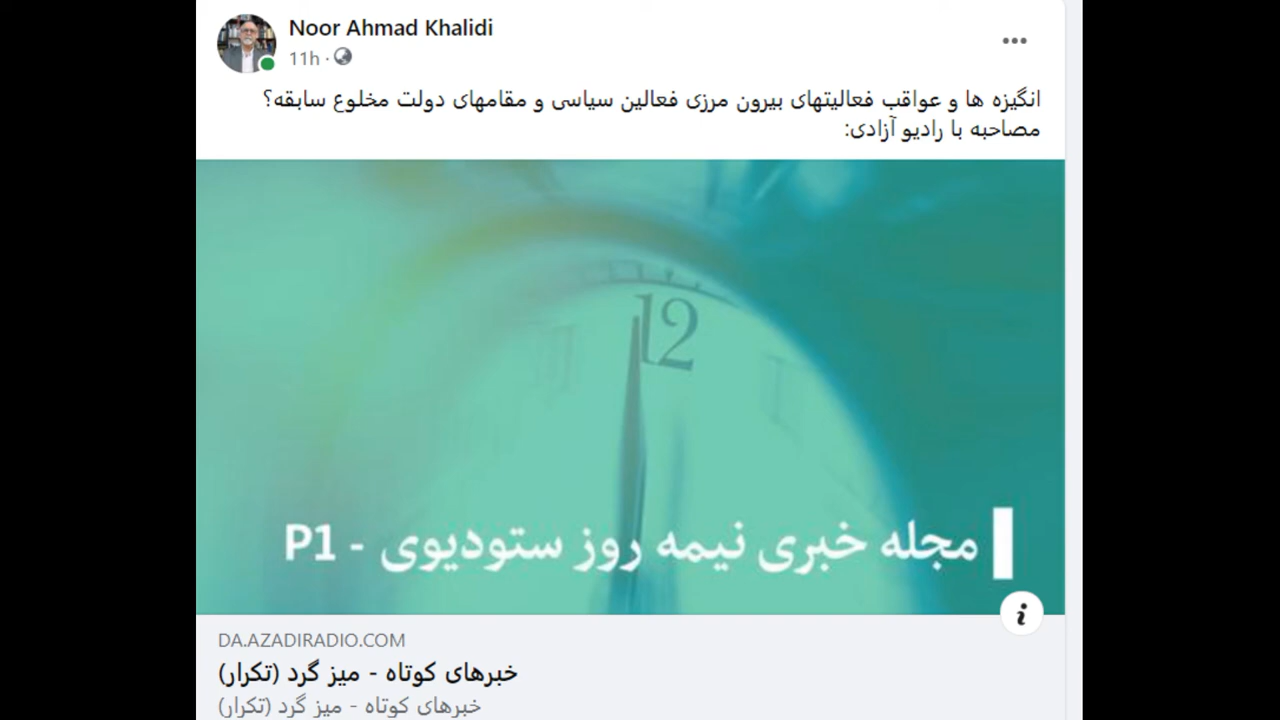 Noor Ahmad Khalidi
11h ·
انگیزه ها و عواقب فعالیتهای بیرون مرزی فعالین سیاسی و مقامهای دولت مخلوع سابقه؟
مصاحبه با رادیو آزادی:
12
مجله خبری نیمه روز ستودیوی - P1
DA.AZADIRADIO.COM
خبرهای کوتاه - میز گرد (تکرار)
خبرهای کوتاه - میز گرد (تکرار)